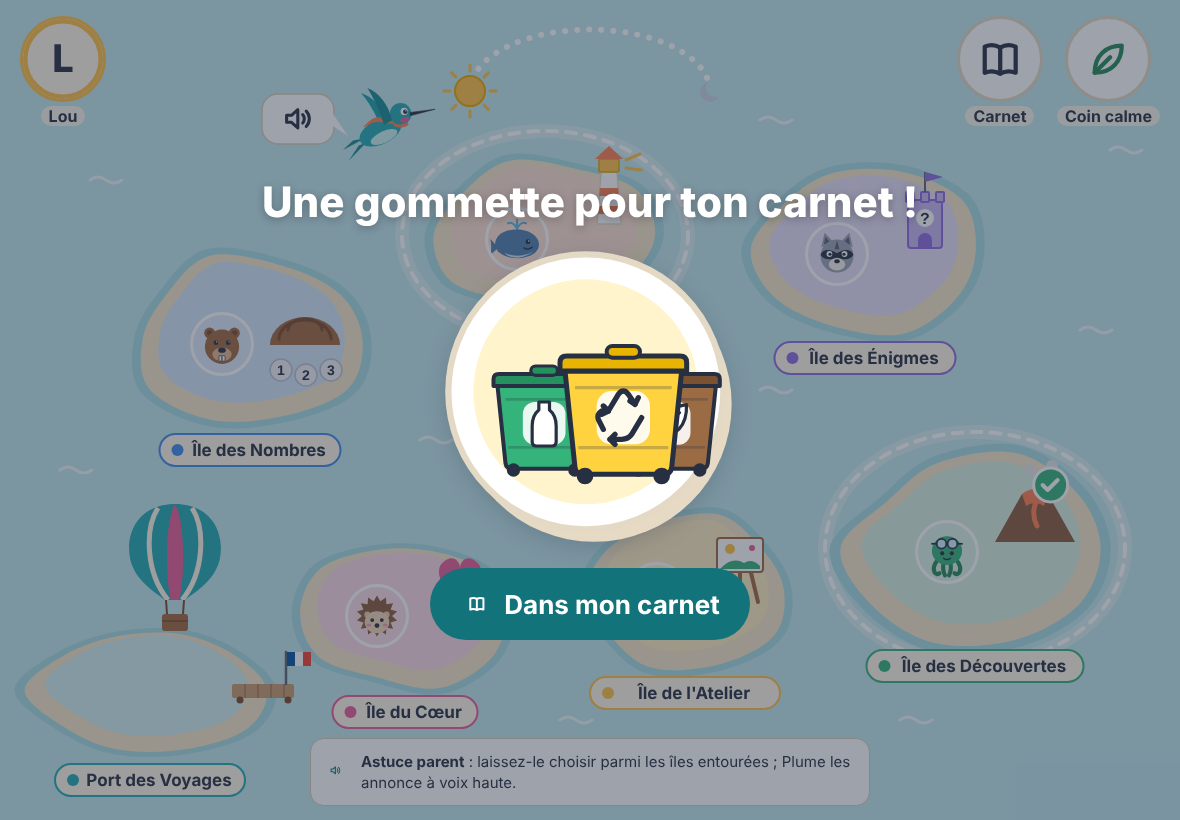 L
Lou
Carnet
Coin calme
Une gommette pour ton carnet !
?
Île des Énigmes
1 2 3
Île des Nombres
Dans mon carnet
Île des Découvertes
Île de l'Atelier
Île du Cœur
Port des Voyages
Astuce parent : laissez-le choisir parmi les îles entourées ; Plume les
annonce à voix haute.